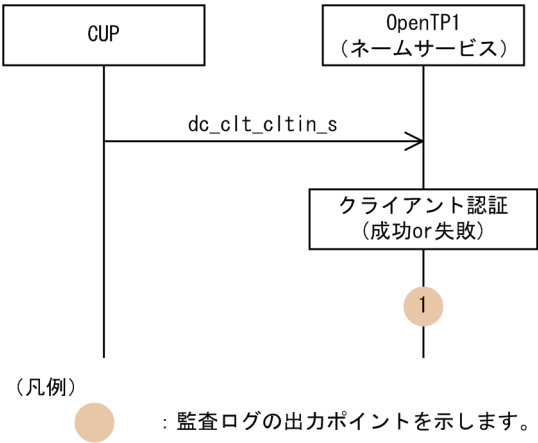 CUP
OpenTP1
(ネームサービス)
dc_clt_cltin_s
クライアント認証
(成功or失敗)
1
(凡例)
：監査ログの出力ポイントを示します。